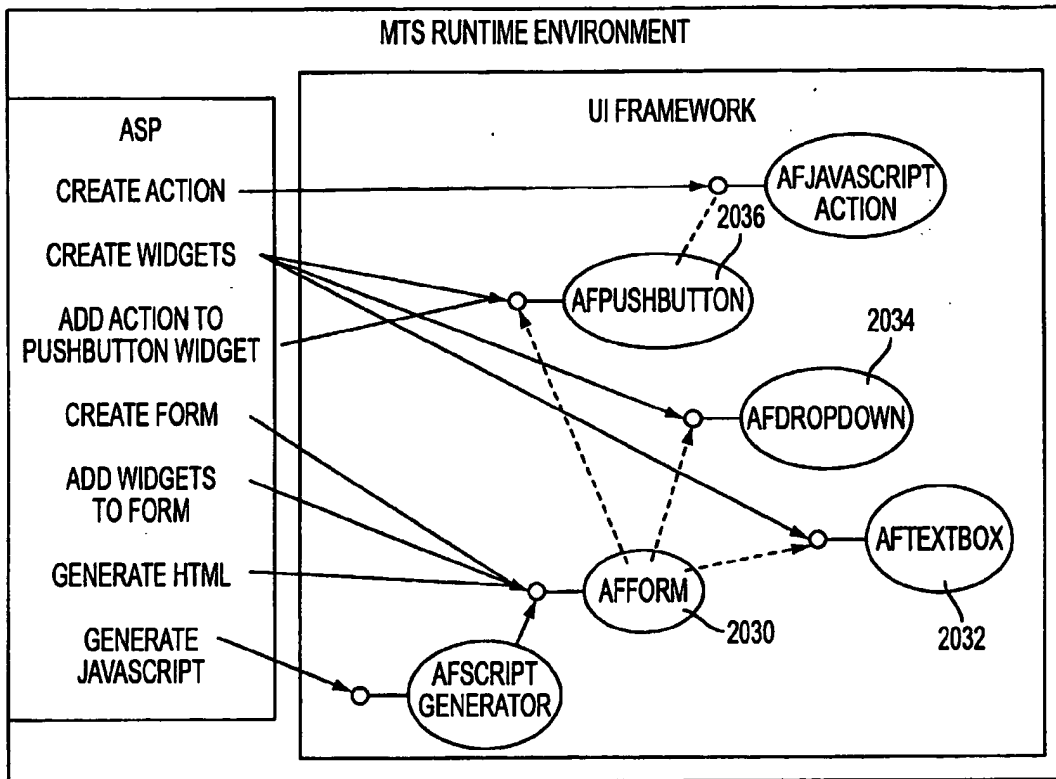 MTS RUNTIME ENVIRONMENT
ASP
CREATE ACTION
CREATE WIDGETS
ADD ACTION TO
PUSHBUTTON WIDGET
CREATE FORM
ADD WIDGETS
TO FORM
GENERATE HTML
GENERATE
JAVASCRIPT
UI FRAMEWORK
AFJAVASCRIPT
ACTION
2036
AFPUSHBUTTON
2034
AFDROPDOWN
AFTEXTBOX
2032
AFFORM
2030
AFSCRIPT
GENERATOR